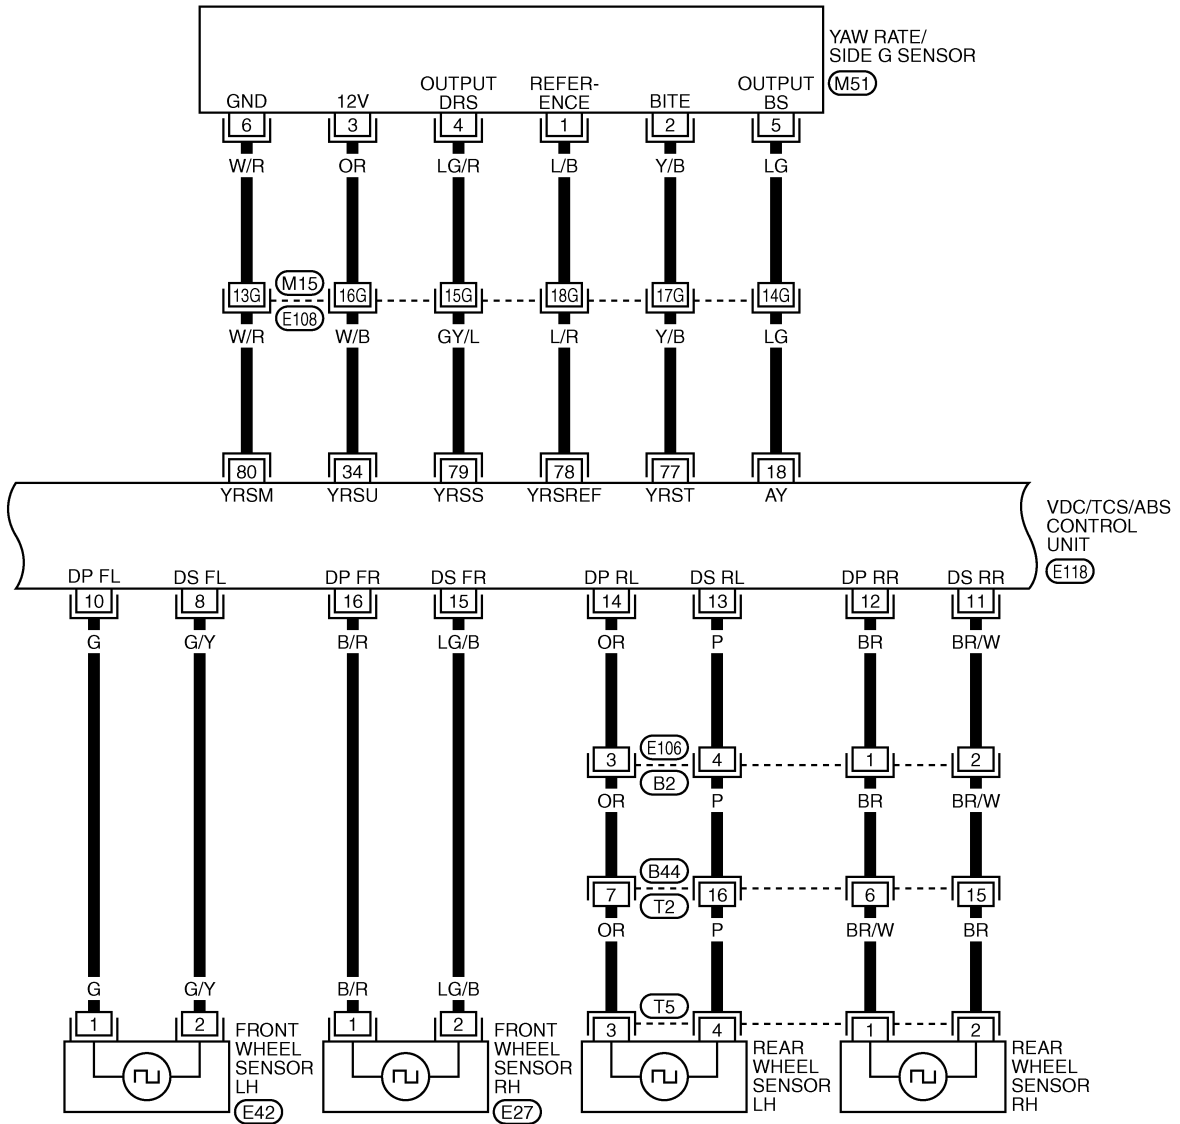 YAW RATE/
SIDE G SENSOR
M51
GND
12V
OUTPUT
DRS
REFER-
ENCE
BITE
OUTPUT
BS
6 3 4 1 2 5
W/R OR LG/R L/B Y/B LG
M15
13G 16G 15G 18G 17G 14G
E108
W/R W/B GY/L L/R Y/B LG
80 34 79 78 77 18
YRSM YRSU YRSS YRSREF YRST AY
VDC/TCS/ABS
CONTROL
UNIT
E118
DP FL DS FL DP FR DS FR DP RL DS RL DP RR DS RR
10 8 16 15 14 13 12 11
G G/Y B/R LG/B OR P BR BR/W
E106
3 4 1 2
B2
OR P BR BR/W
B44
7 16 6 15
T2
OR P BR/W BR
G G/Y B/R LG/B
T5
1 2 1 2 3 4 1 2
FRONT
WHEEL
SENSOR
LH
E42
FRONT
WHEEL
SENSOR
RH
E27
REAR
WHEEL
SENSOR
LH
REAR
WHEEL
SENSOR
RH